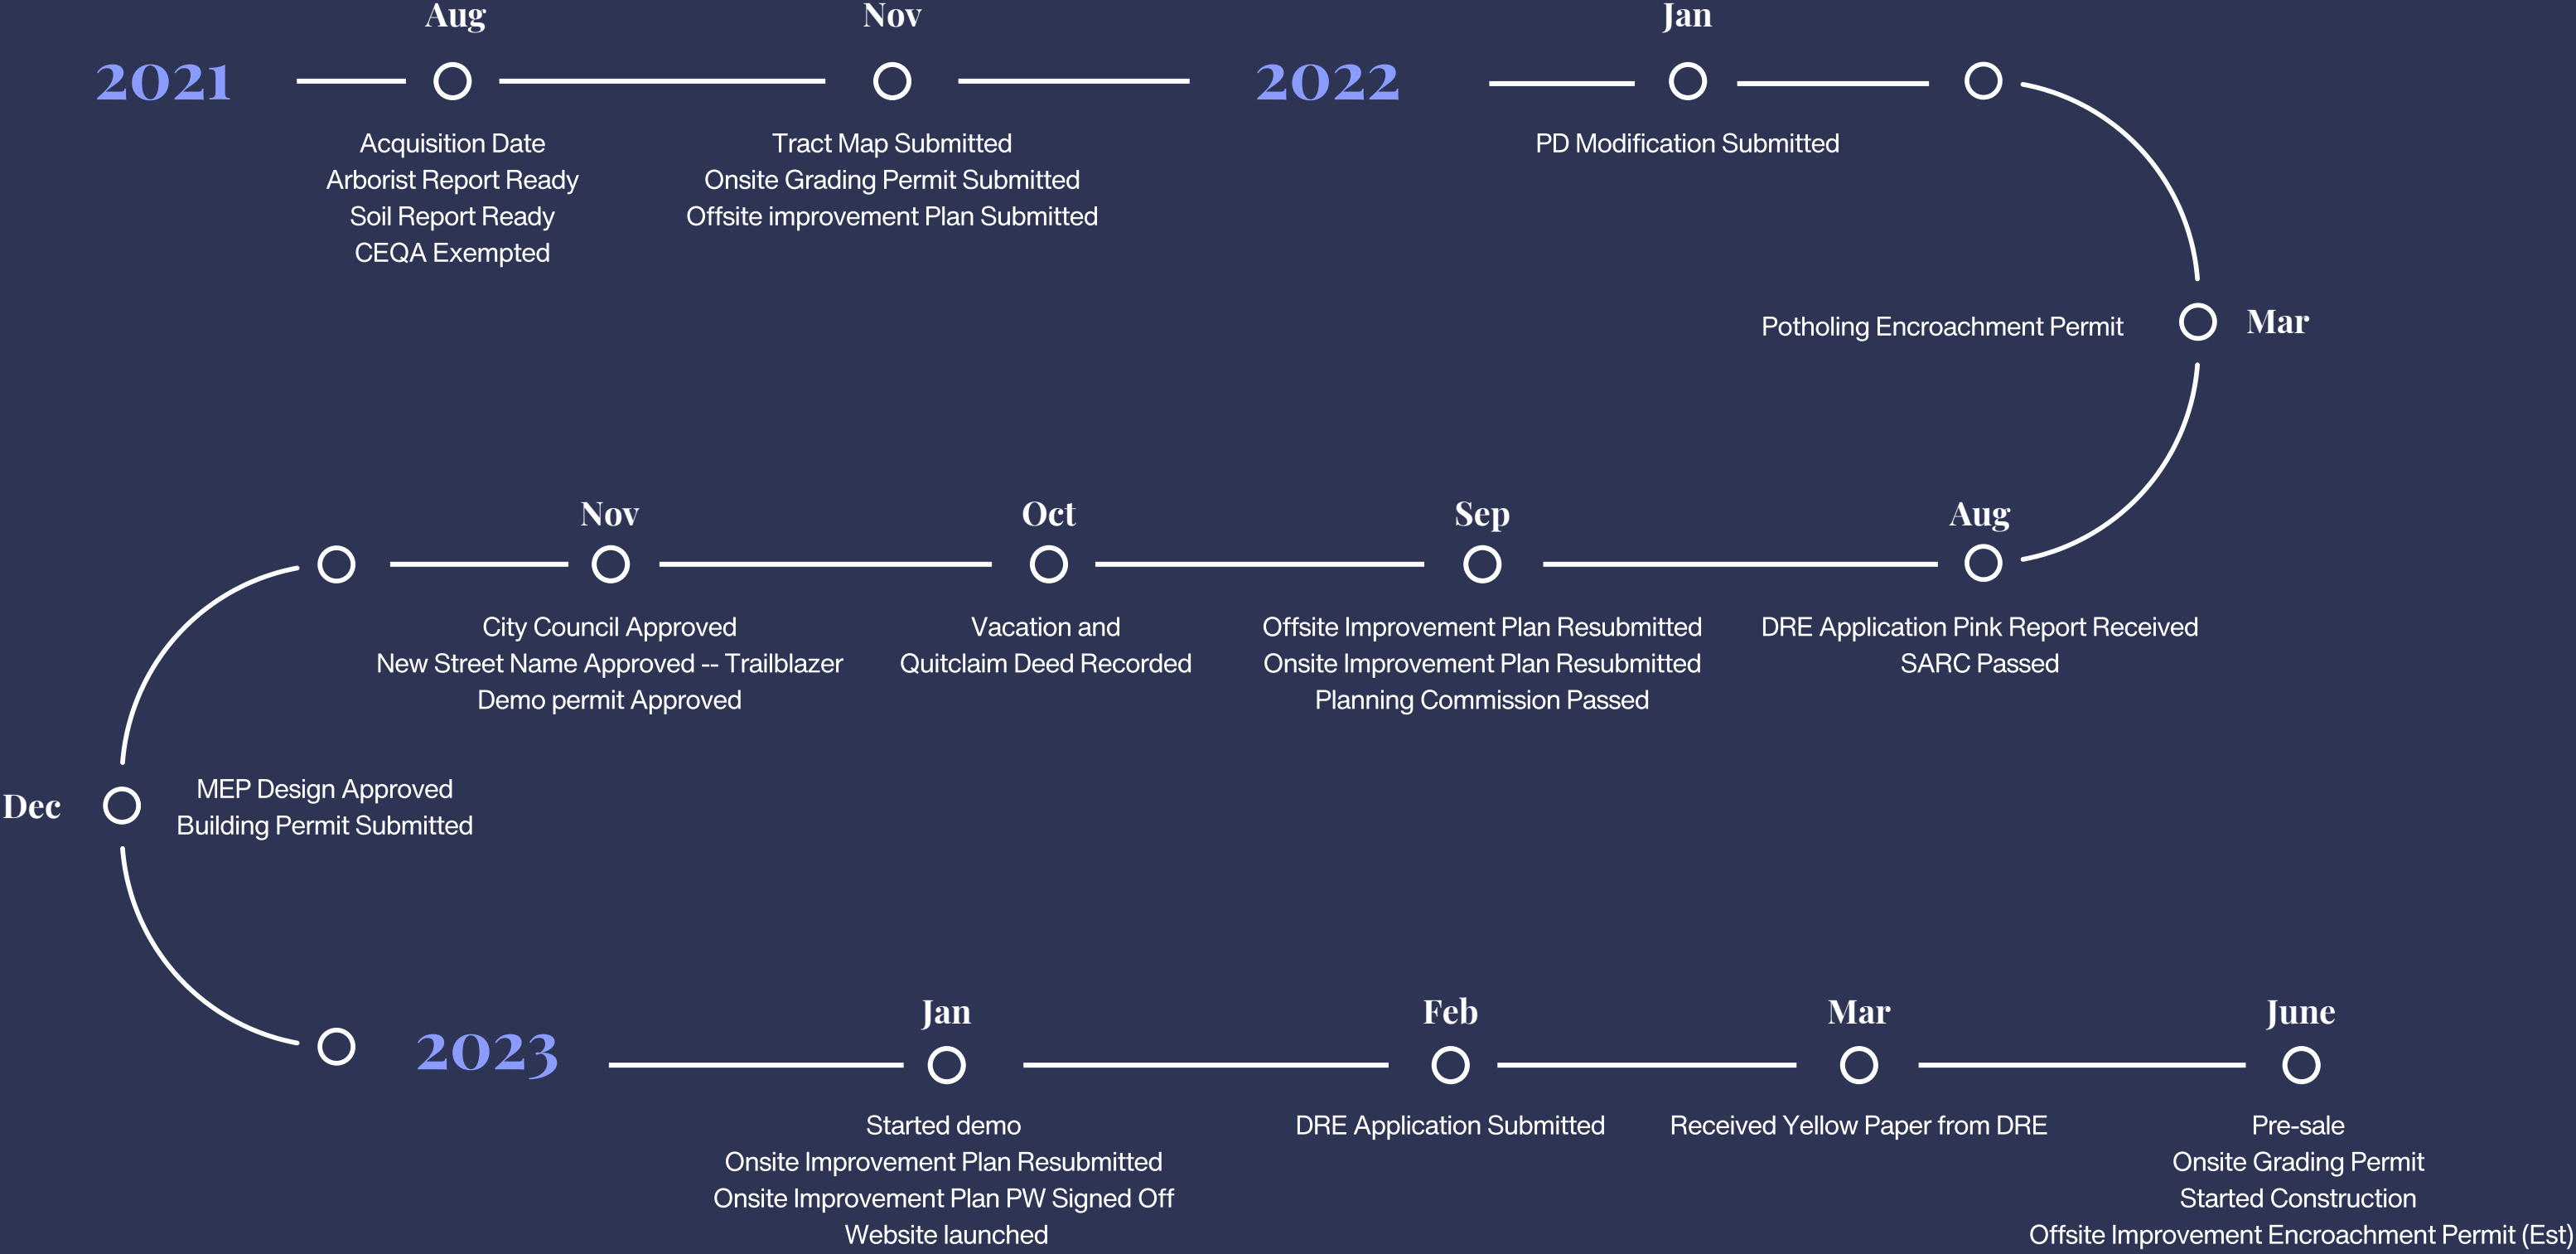 2021
Aug
Acquisition Date
Arborist Report Ready
Soil Report Ready
CEQA Exempted
Nov
Tract Map Submitted
Onsite Grading Permit Submitted
Offsite improvement Plan Submitted
2022
Jan
PD Modification Submitted
Mar
Potholing Encroachment Permit
Aug
DRE Application Pink Report Received
SARC Passed
Sep
Offsite Improvement Plan Resubmitted
Onsite Improvement Plan Resubmitted
Planning Commission Passed
Oct
Vacation and
Quitclaim Deed Recorded
Nov
City Council Approved
New Street Name Approved -- Trailblazer
Demo permit Approved
Dec
MEP Design Approved
Building Permit Submitted
2023
Jan
Started demo
Onsite Improvement Plan Resubmitted
Onsite Improvement Plan PW Signed Off
Website launched
Feb
DRE Application Submitted
Mar
Received Yellow Paper from DRE
June
Pre-sale
Onsite Grading Permit
Started Construction
Offsite Improvement Encroachment Permit (Est)